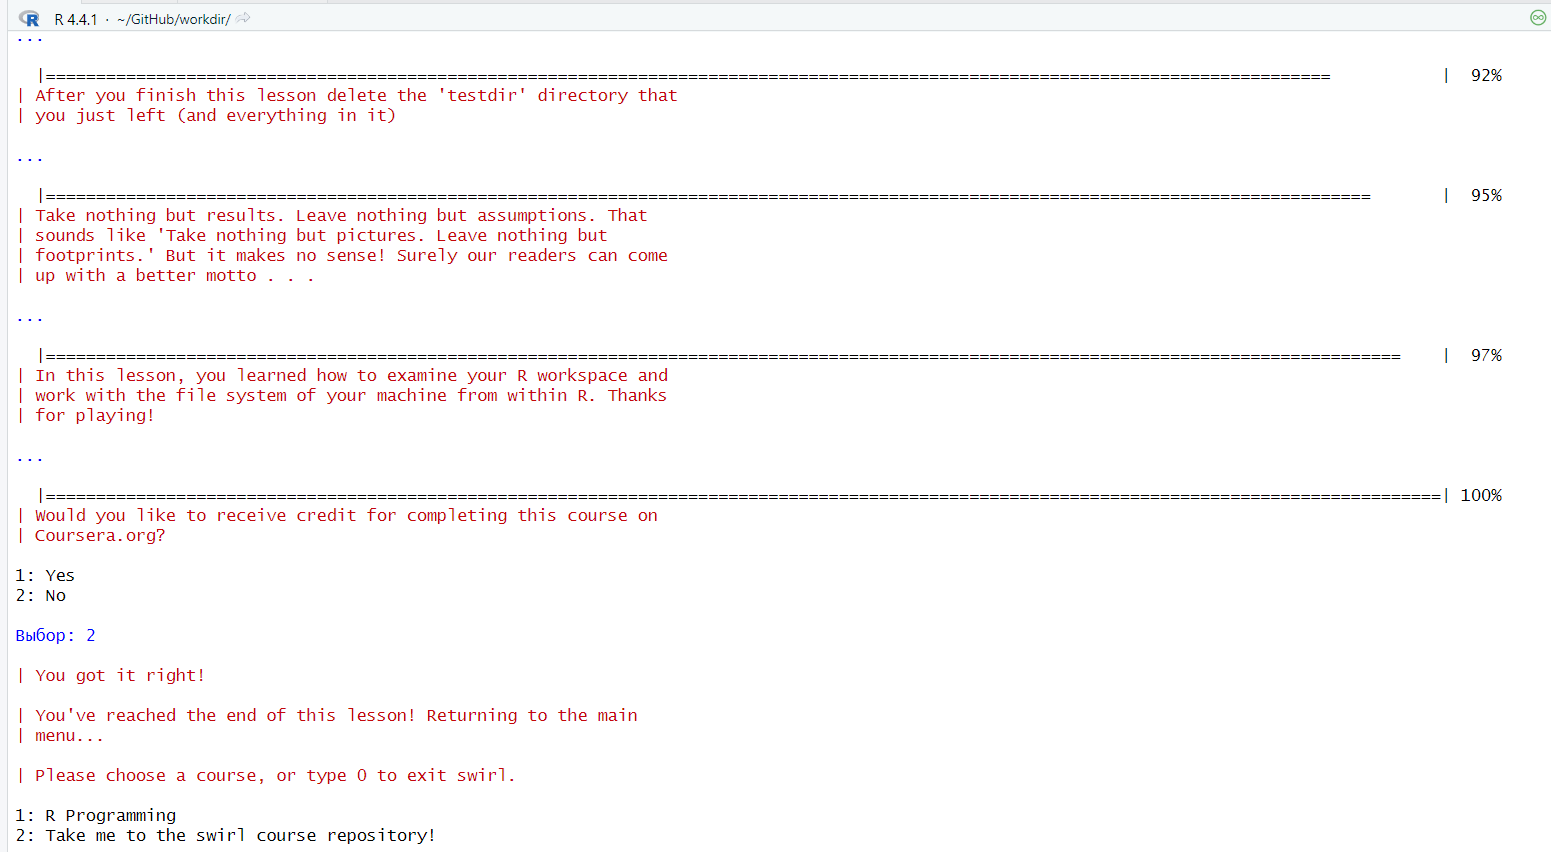 R 4.4.1 · ~/GitHub/workdir/
...
|================================================================================================================================ | 92%
| After you finish this lesson delete the 'testdir' directory that
| you just left (and everything in it)
...
|==================================================================================================================================== | 95%
| Take nothing but results. Leave nothing but assumptions. That
| sounds like 'Take nothing but pictures. Leave nothing but
| footprints.' But it makes no sense! Surely our readers can come
| up with a better motto . . .
...
|======================================================================================================================================= | 97%
| In this lesson, you learned how to examine your R workspace and
| work with the file system of your machine from within R. Thanks
| for playing!
...
|===========================================================================================================================================| 100%
| Would you like to receive credit for completing this course on
| Coursera.org?
1: Yes
2: No
Выбор: 2
| You got it right!
| You've reached the end of this lesson! Returning to the main
| menu...
| Please choose a course, or type 0 to exit swirl.
1: R Programming
2: Take me to the swirl course repository!